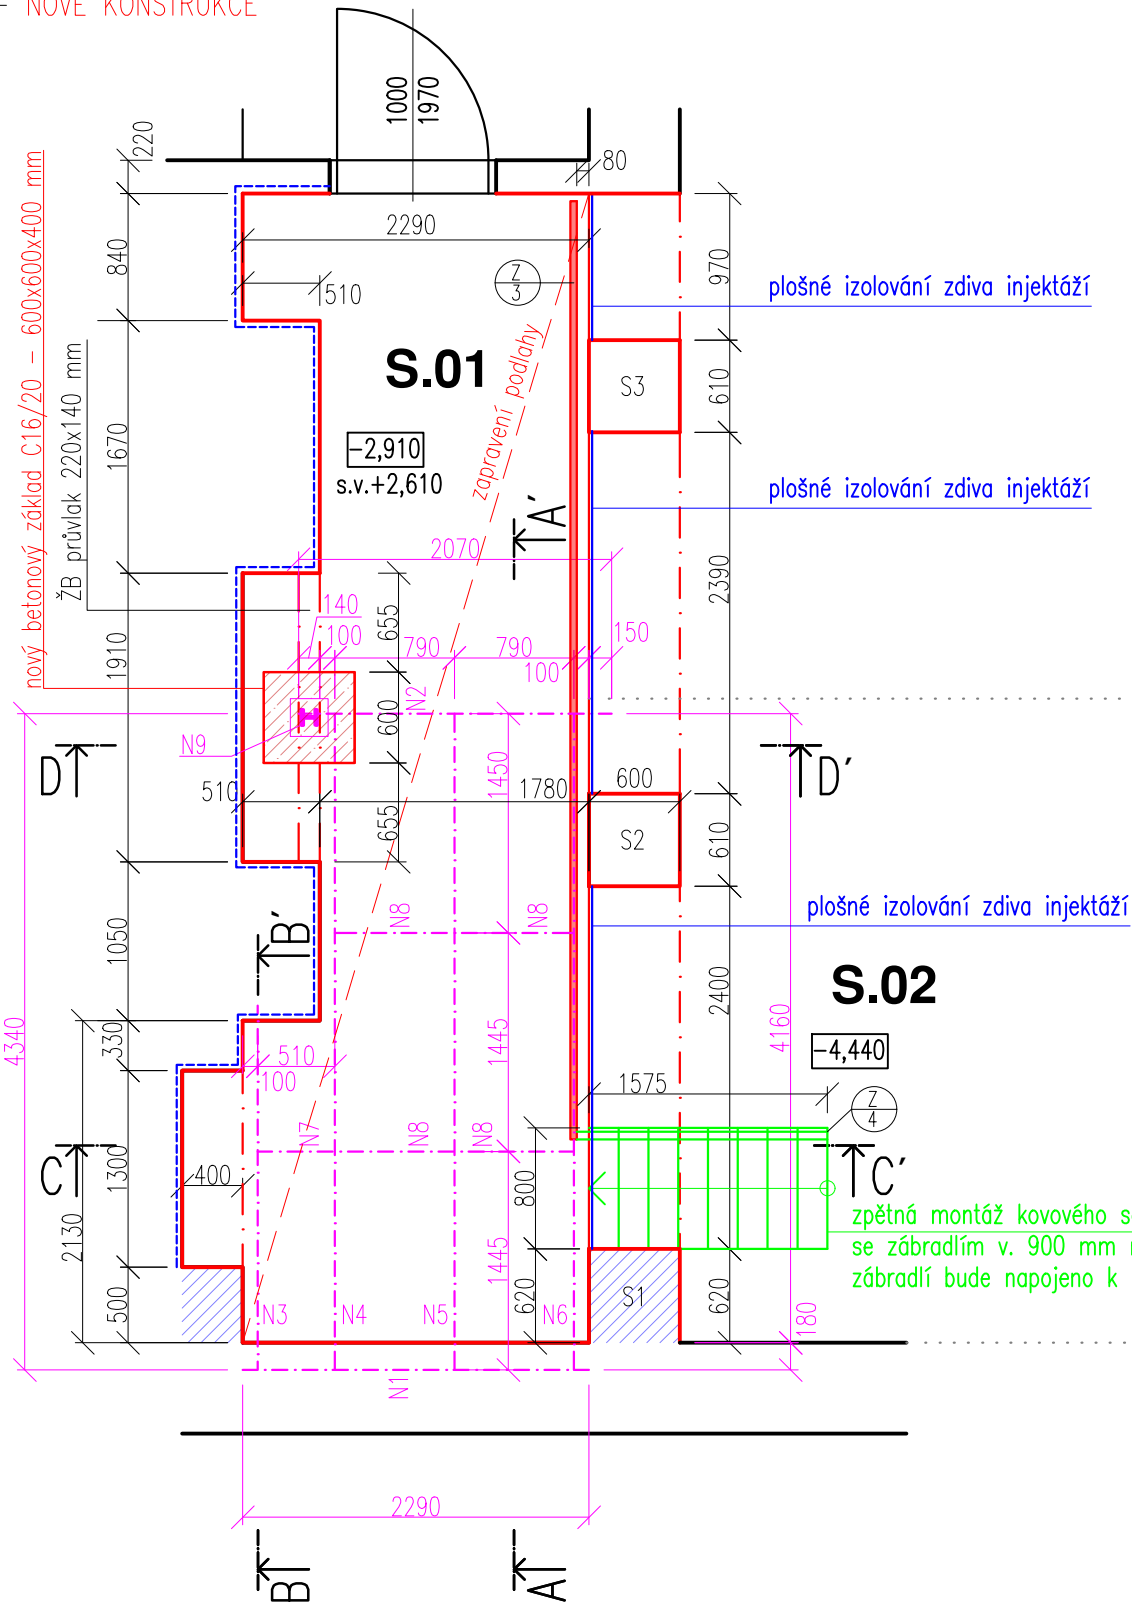 - NOVÉ KONSTRUKCE
1000
1970
220
80
nový betonový základ C16/20 - 600x600x400 mm
2290
840
970
Z
3
510
plošné izolování zdiva injektáží
ŽB průvlak 220x140 mm
S.01
zapravení podlahy
S3
610
-2,910
s.v.+2,610
1670
plošné izolování zdiva injektáží
A'
2070
2390
140
100
655
790
790
100
150
1910
N2
600
N9
D
D'
510
1450
1780
600
655
S2
610
N8
N8
plošné izolování zdiva injektáží
B'
1050
S.02
2400
4340
330
510
100
1445
4160
-4,440
1575
Z
4
N7
N8
N8
C
C'
1300
400
800
2130
zpětná montáž kovového s
se zábradlím v. 900 mm
zábradlí bude napojeno k
1445
500
N3
N4
N5
N6
620
S1
620
180
N1
2290
B
A